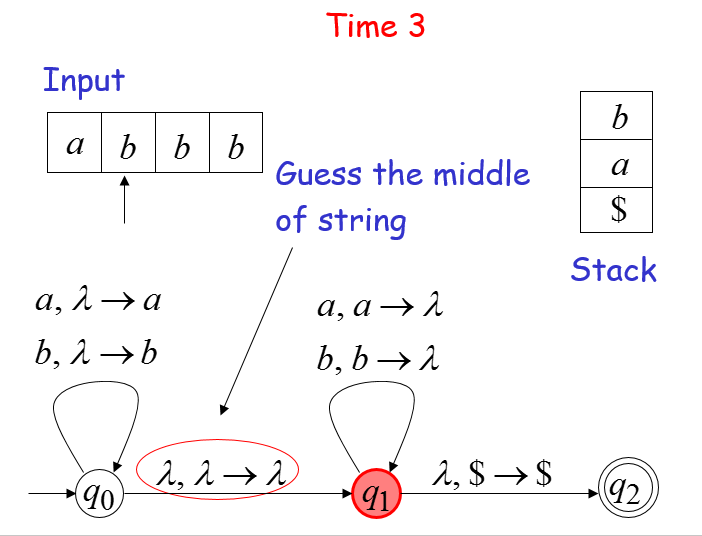 Time 3
Input
a b b b
Guess the middle
of string
b
a
$
Stack
a, λ → a
b, λ → b
a, a → λ
b, b → λ
λ, λ → λ
λ, $ → $
q0
q1
q2